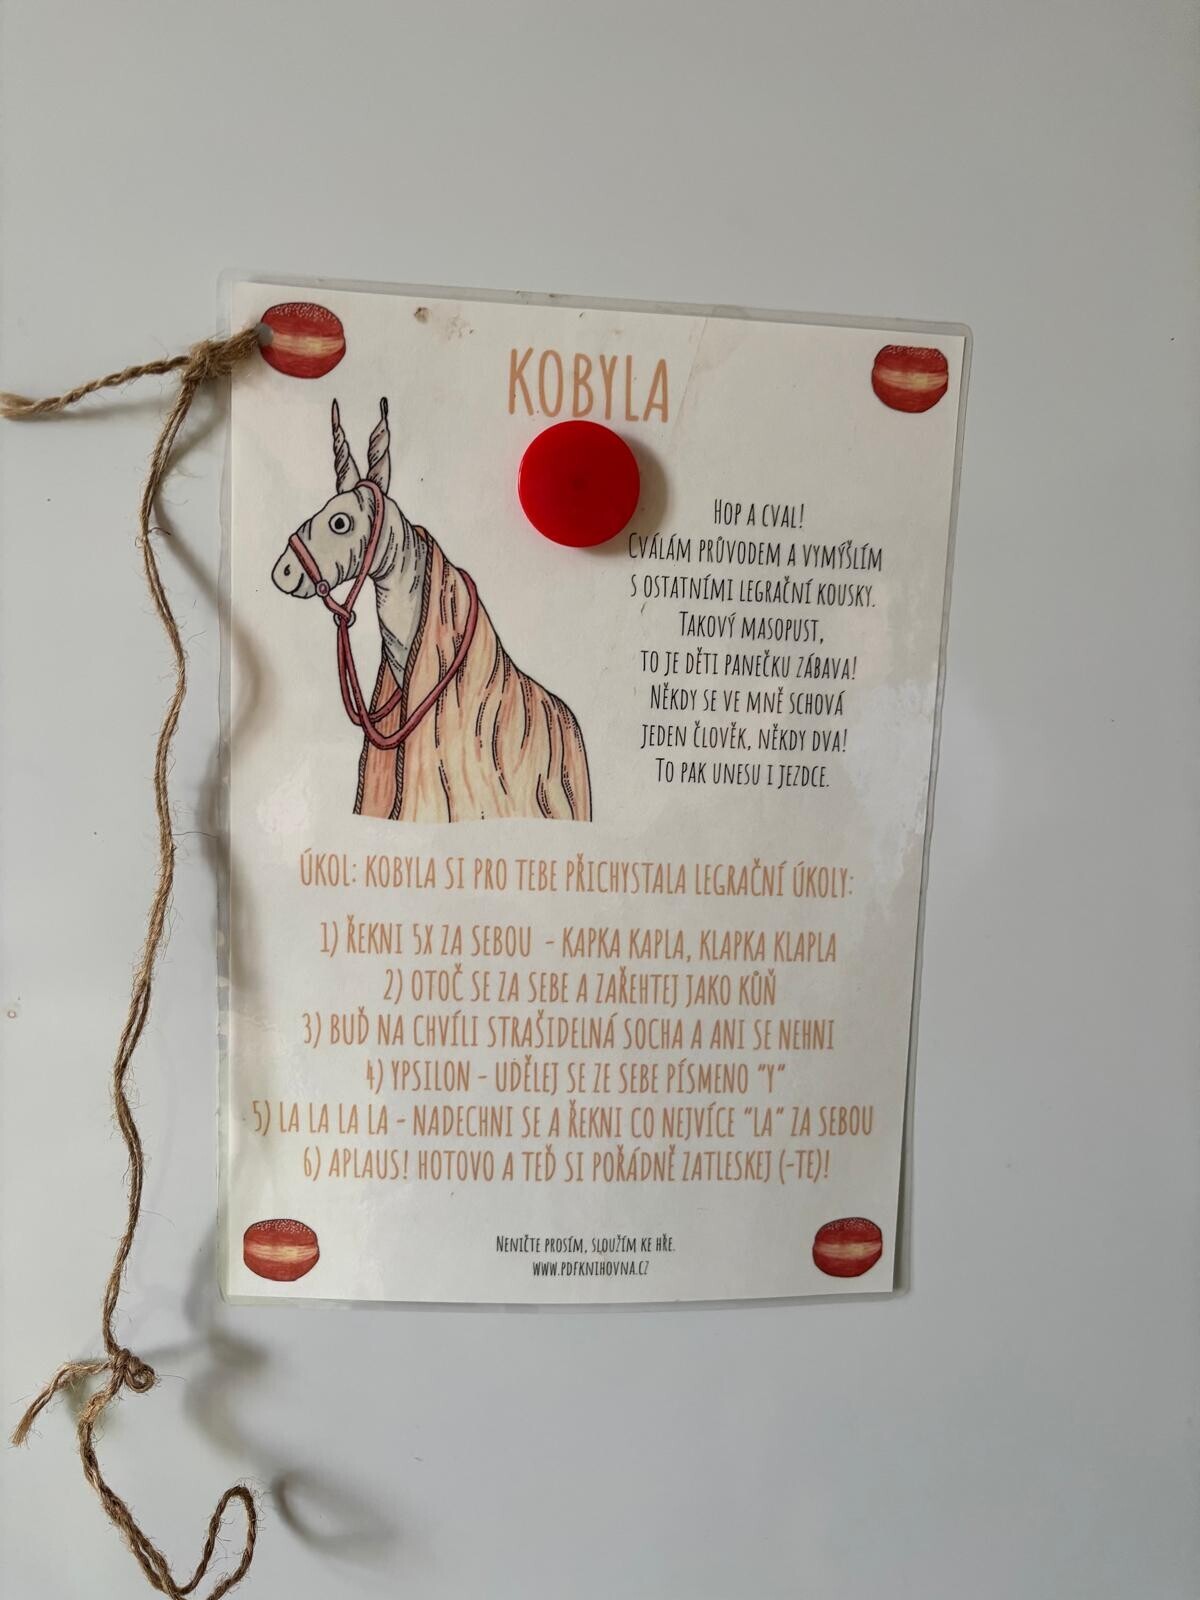 KOBYLA
HOP A CVAL!
CVÁLÁM PRŮVODEM A VYMÝŠLÍM
S OSTATNÍMI LEGRAČNÍ KOUSKY.
TAKOVÝ MASOPUST,
TO JE DĚTI PANEČKU ZÁBAVA!
NĚKDY SE VE MNĚ SCHOVÁ
JEDEN ČLOVĚK, NĚKDY DVA!
TO PAK UNESU I JEZDCE.
ÚKOL: KOBYLA SI PRO TEBE PŘICHYSTALA LEGRAČNÍ ÚKOLY:
1) ŘEKNI 5X ZA SEBOU - KAPKA KAPLA, KLAPKA KLAPLA
2) OTOČ SE ZA SEBE A ZAŘEHTEJ JAKO KŮŇ
3) BUĎ NA CHVÍLI STRAŠIDELNÁ SOCHA A ANI SE NEHNI
4) YPSILON - UDĚLEJ SE ZE SEBE PÍSMENO "Y"
5) LA LA LA LA - NADECHNI SE A ŘEKNI CO NEJVÍCE "LA" ZA SEBOU
6) APLAUS! HOTOVO A TEĎ SI POŘÁDNĚ ZATLESKEJ (-TE)!
NENIČTE PROSÍM, SLOUŽÍM KE HŘE.
WWW.PDFKNIHOVNA.CZ